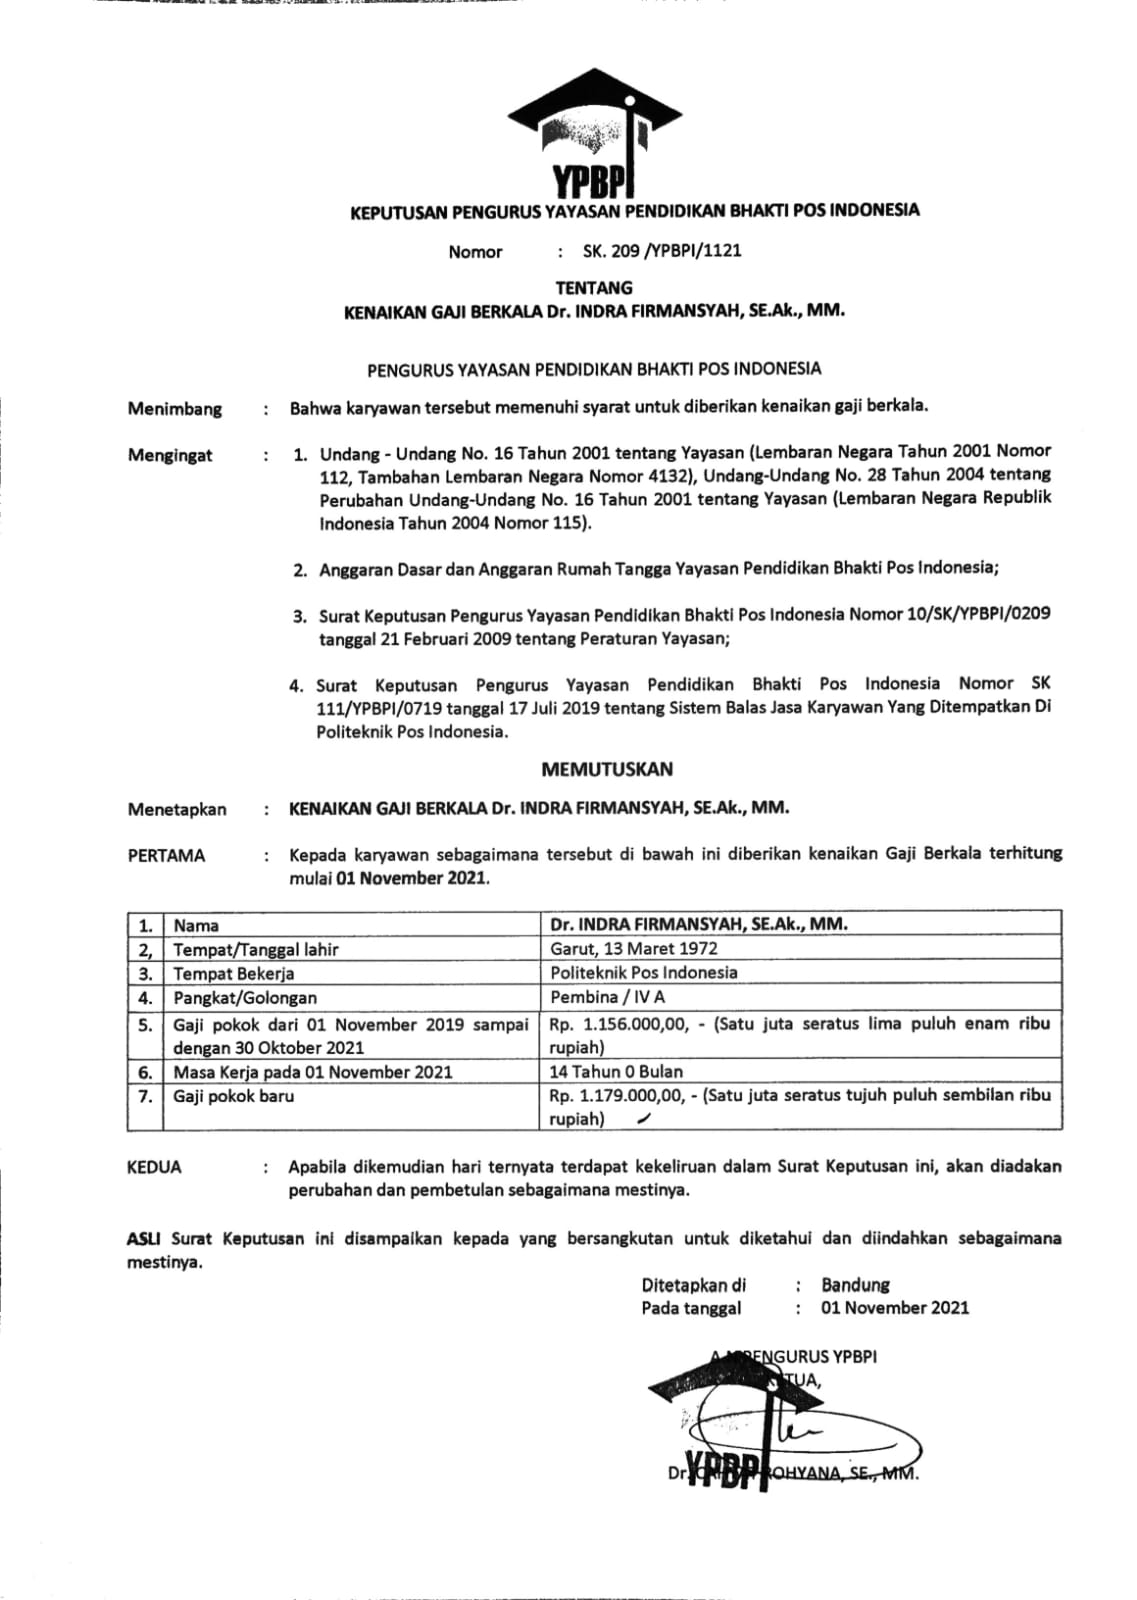 YPBPI
KEPUTUSAN PENGURUS YAYASAN PENDIDIKAN BHAKTI POS INDONESIA
Nomor : SK. 209 /YPBPI/1121
TENTANG
KENAIKAN GAJI BERKALA Dr. INDRA FIRMANSYAH, SE.Ak., MM.
PENGURUS YAYASAN PENDIDIKAN BHAKTI POS INDONESIA
Menimbang : Bahwa karyawan tersebut memenuhi syarat untuk diberikan kenaikan gaji berkala.
Mengingat : 1. Undang - Undang No. 16 Tahun 2001 tentang Yayasan (Lembaran Negara Tahun 2001 Nomor
112, Tambahan Lembaran Negara Nomor 4132), Undang-Undang No. 28 Tahun 2004 tentang
Perubahan Undang-Undang No. 16 Tahun 2001 tentang Yayasan (Lembaran Negara Republik
Indonesia Tahun 2004 Nomor 115).
2. Anggaran Dasar dan Anggaran Rumah Tangga Yayasan Pendidikan Bhakti Pos Indonesia;
3. Surat Keputusan Pengurus Yayasan Pendidikan Bhakti Pos Indonesia Nomor 10/SK/YPBPI/0209
tanggal 21 Februari 2009 tentang Peraturan Yayasan;
4. Surat Keputusan Pengurus Yayasan Pendidikan Bhakti Pos Indonesia Nomor SK
111/YPBPI/0719 tanggal 17 Juli 2019 tentang Sistem Balas Jasa Karyawan Yang Ditempatkan Di
Politeknik Pos Indonesia.
MEMUTUSKAN
Menetapkan : KENAIKAN GAJI BERKALA Dr. INDRA FIRMANSYAH, SE.Ak., MM.
PERTAMA : Kepada karyawan sebagaimana tersebut di bawah ini diberikan kenaikan Gaji Berkala terhitung
mulai 01 November 2021.
1. Nama Dr. INDRA FIRMANSYAH, SE.Ak., MM.
2, Tempat/Tanggal lahir Garut, 13 Maret 1972
3. Tempat Bekerja Politeknik Pos Indonesia
4. Pangkat/Golongan Pembina / IV A
5. Gaji pokok dari 01 November 2019 sampai Rp. 1.156.000,00, - (Satu juta seratus lima puluh enam ribu
dengan 30 Oktober 2021 rupiah)
6. Masa Kerja pada 01 November 2021 14 Tahun 0 Bulan
7. Gaji pokok baru Rp. 1.179.000,00, - (Satu juta seratus tujuh puluh sembilan ribu
rupiah)
KEDUA : Apabila dikemudian hari ternyata terdapat kekeliruan dalam Surat Keputusan ini, akan diadakan
perubahan dan pembetulan sebagaimana mestinya.
ASLI Surat Keputusan ini disampaikan kepada yang bersangkutan untuk diketahui dan diindahkan sebagaimana
mestinya.
Ditetapkan di : Bandung
Pada tanggal : 01 November 2021
PENGURUS YPBPI
YPBPI
Dr. ROHYANA, SE., MM.